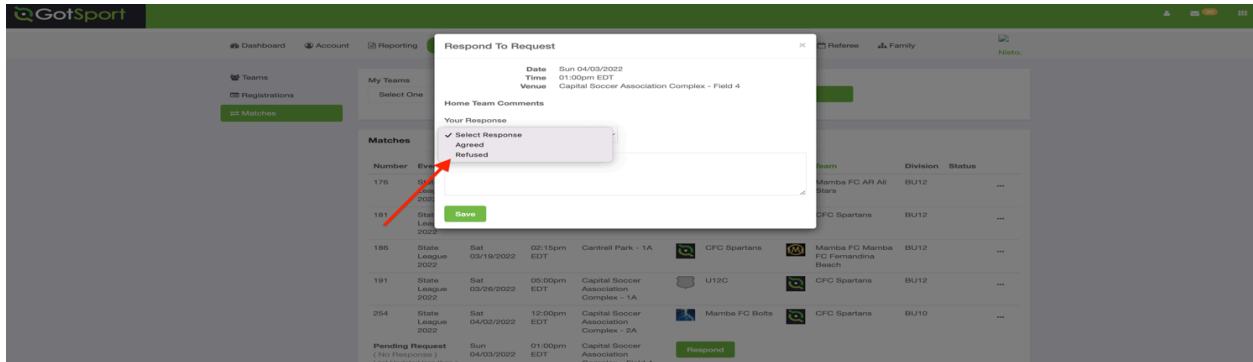 GotSport
Dashboard
Account
Reporting
Referee
Family
Nieto,
Teams
Registrations
Matches
My Teams
Select One
Respond To Request
×
Date Sun 04/03/2022
Time 01:00pm EDT
Venue Capital Soccer Association Complex - Field 4
Home Team Comments
Your Response
✓ Select Response
Agreed
Refused
Save
Matches
Number Team Division Status
176 Mamba FC AR All BU12 ...
Stars
181 CFC Spartans BU12 ...
2022
186 State Sat 02:15pm Cantrell Park - 1A CFC Spartans Mamba FC Mamba BU12 ...
League 03/19/2022 EDT FC Fernandina
2022 Beach
191 State Sat 05:00pm Capital Soccer U12C CFC Spartans BU12 ...
League 03/26/2022 EDT Association
2022 Complex - 1A
254 State Sat 12:00pm Capital Soccer Mamba FC Bolts CFC Spartans BU10 ...
League 04/02/2022 EDT Association
2022 Complex - 2A
Pending Request Sun 01:00pm Capital Soccer Respond
( No Response ) 04/03/2022 EDT Association